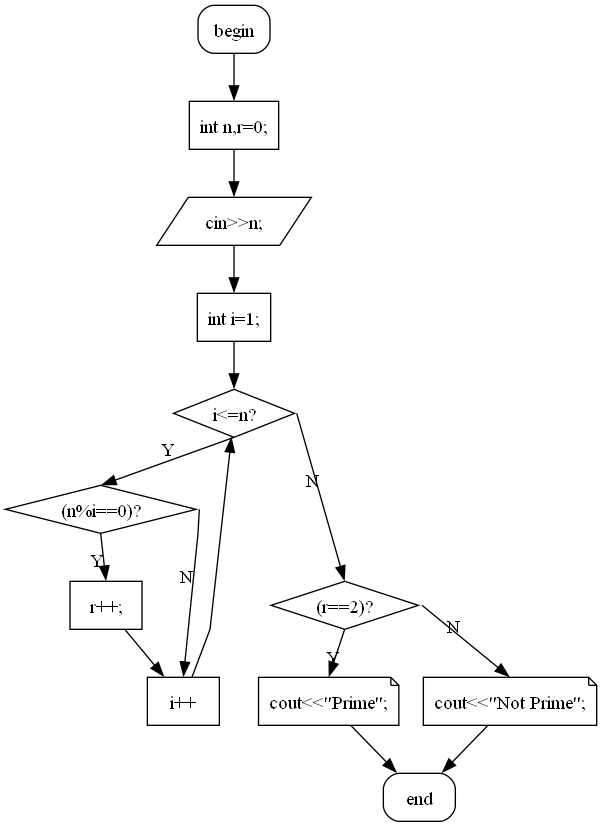 begin
int n,r=0;
cin>>n;
int i=1;
i<=n?
Y
N
(n%i==0)?
Y
N
r++;
i++
(r==2)?
Y
N
cout<<"Prime";
cout<<"Not Prime";
end